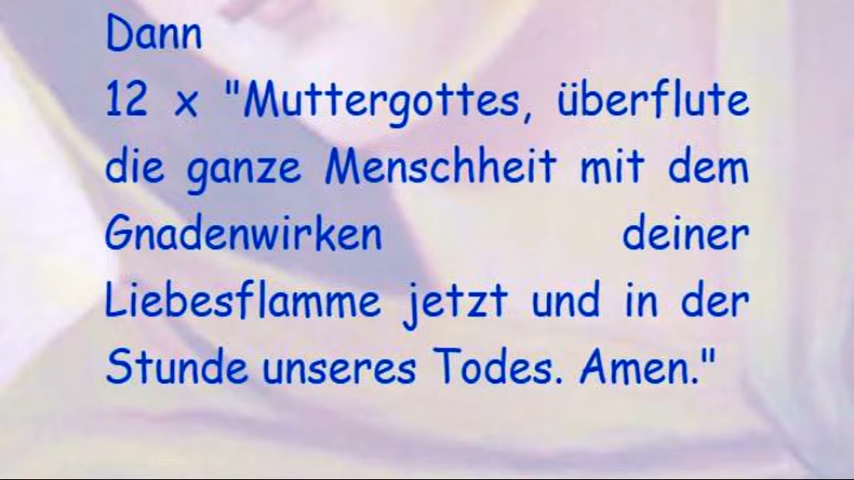 Dann
12 x "Muttergottes, überflute
die ganze Menschheit mit dem
Gnadenwirken deiner
Liebesflamme jetzt und in der
Stunde unseres Todes. Amen."